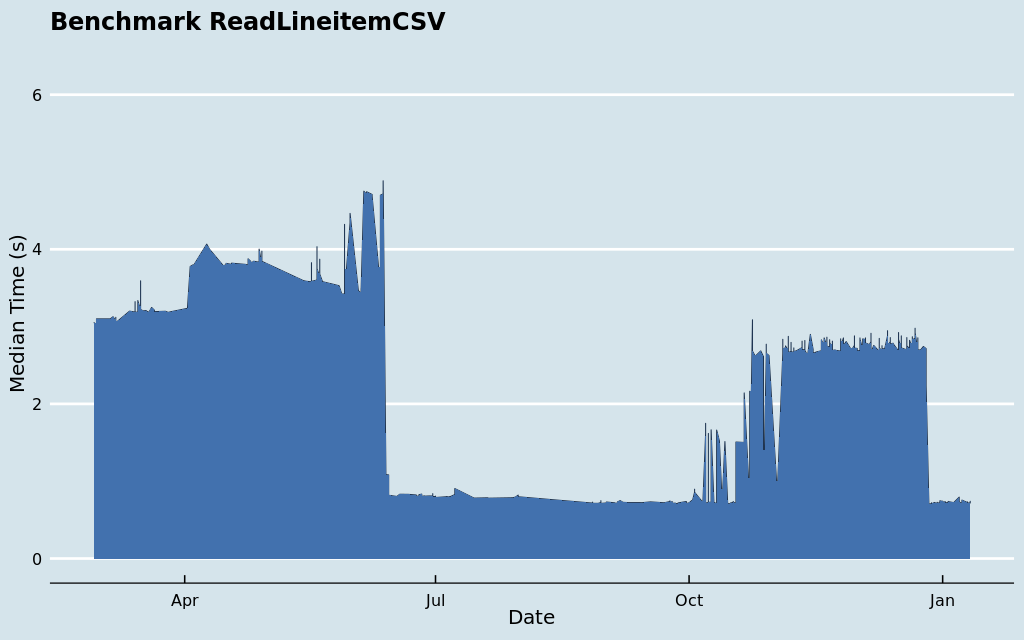 Benchmark ReadLineitemCSV
6
4
2
0
Median Time (s)
Apr
Jul
Oct
Jan
Date